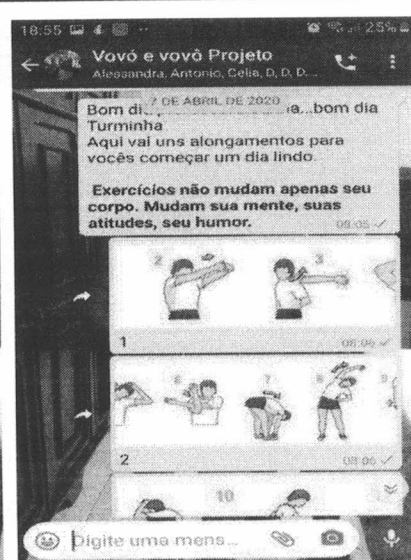 18:55
25%
Vovó e vovô Projeto
Alessandra, Antonio, Celia, D, D, D...
7 DE ABRIL DE 2020
Bom di... a...bom dia
Turminha
Aqui vai uns alongamentos para
vocês começar um dia lindo.
Exercícios não mudam apenas seu
corpo. Mudam sua mente, suas
atitudes, seu humor.
08:05
2 3
1
08:06
6 7 8 9
2
08:06
10
Digite uma mens...